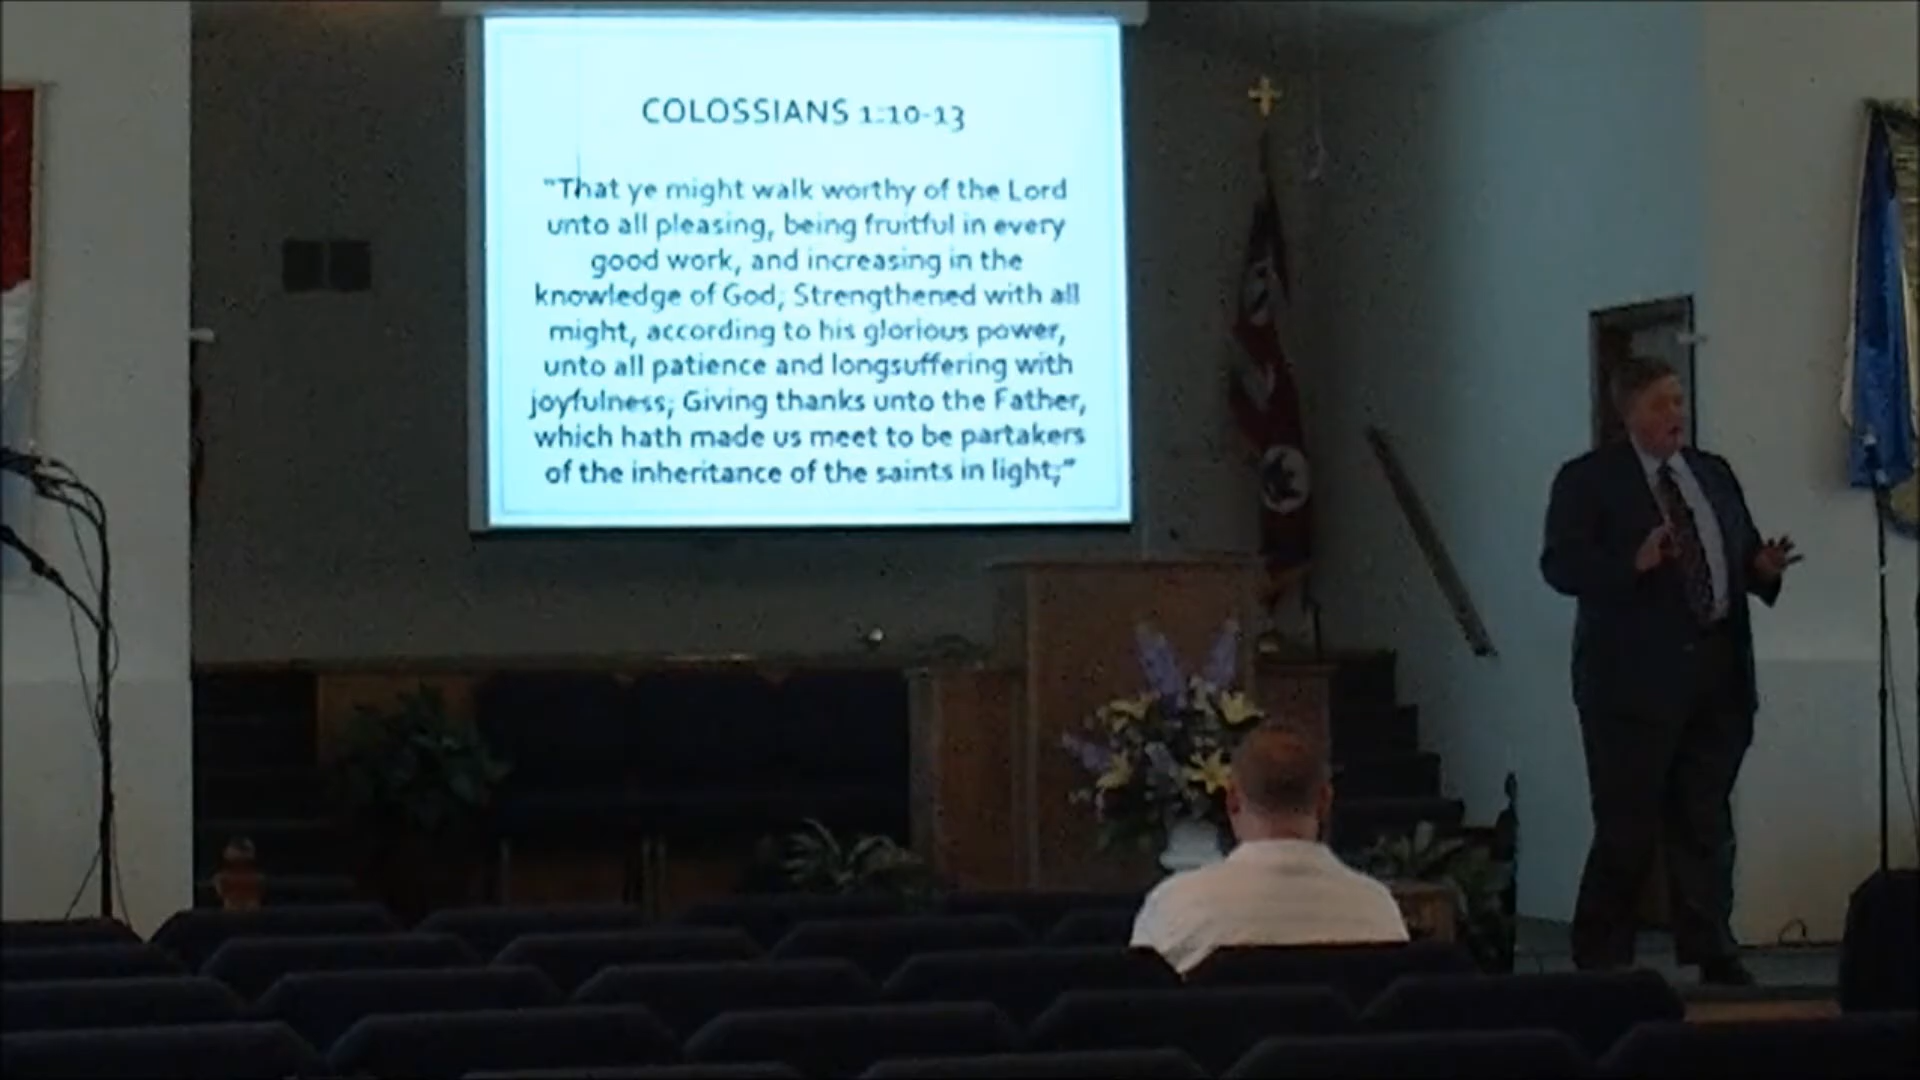 COLOSSIANS 1:10-13
"That ye might walk worthy of the Lord
unto all pleasing, being fruitful in every
good work, and increasing in the
knowledge of God; Strengthened with all
might, according to his glorious power,
unto all patience and longsuffering with
joyfulness; Giving thanks unto the Father,
which hath made us meet to be partakers
of the inheritance of the saints in light;"